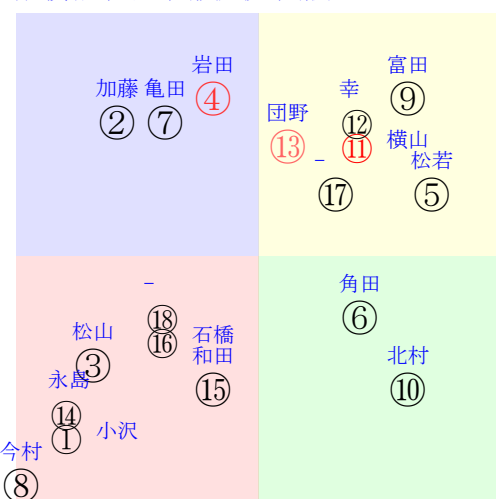 岩田
富田
加藤 亀田
幸
④
⑨
団野
②
⑦
⑫
横山
⑬
⑪
－
松若
⑰
⑤
角田
－
⑥
⑱
松山
石橋
⑯
和田
北村
③
永島
⑮
⑩
⑭
小沢
①
今村
⑧